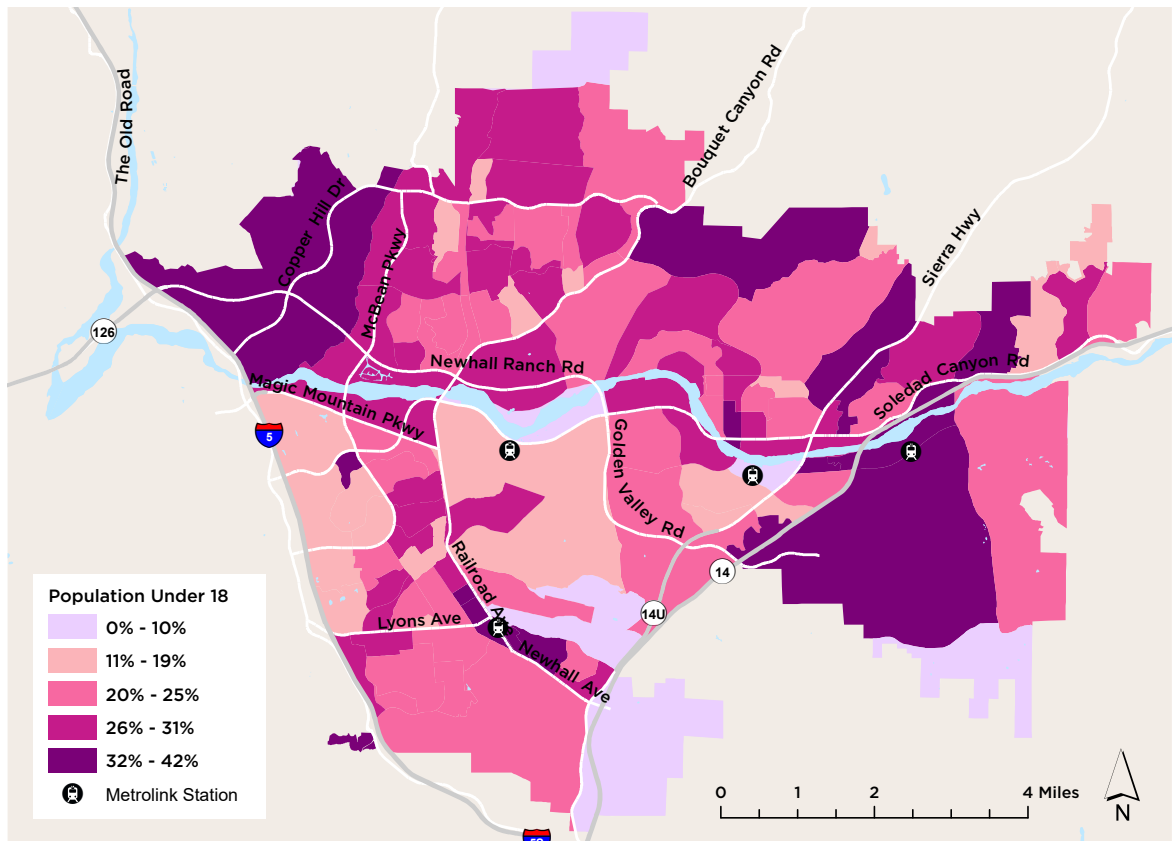 The Old Road
Bouquet Canyon Rd
Copper Hill Dr
Sierra Hwy
McBean Pkwy
126
Newhall Ranch Rd
Soledad Canyon Rd
Magic Mountain Pkwy
5
Golden Valley Rd
Railroad Ave
14
14U
Lyons Ave
Newhall Ave
Population Under 18
0% - 10%
11% - 19%
20% - 25%
26% - 31%
32% - 42%
Metrolink Station
0 1 2 4 Miles
N